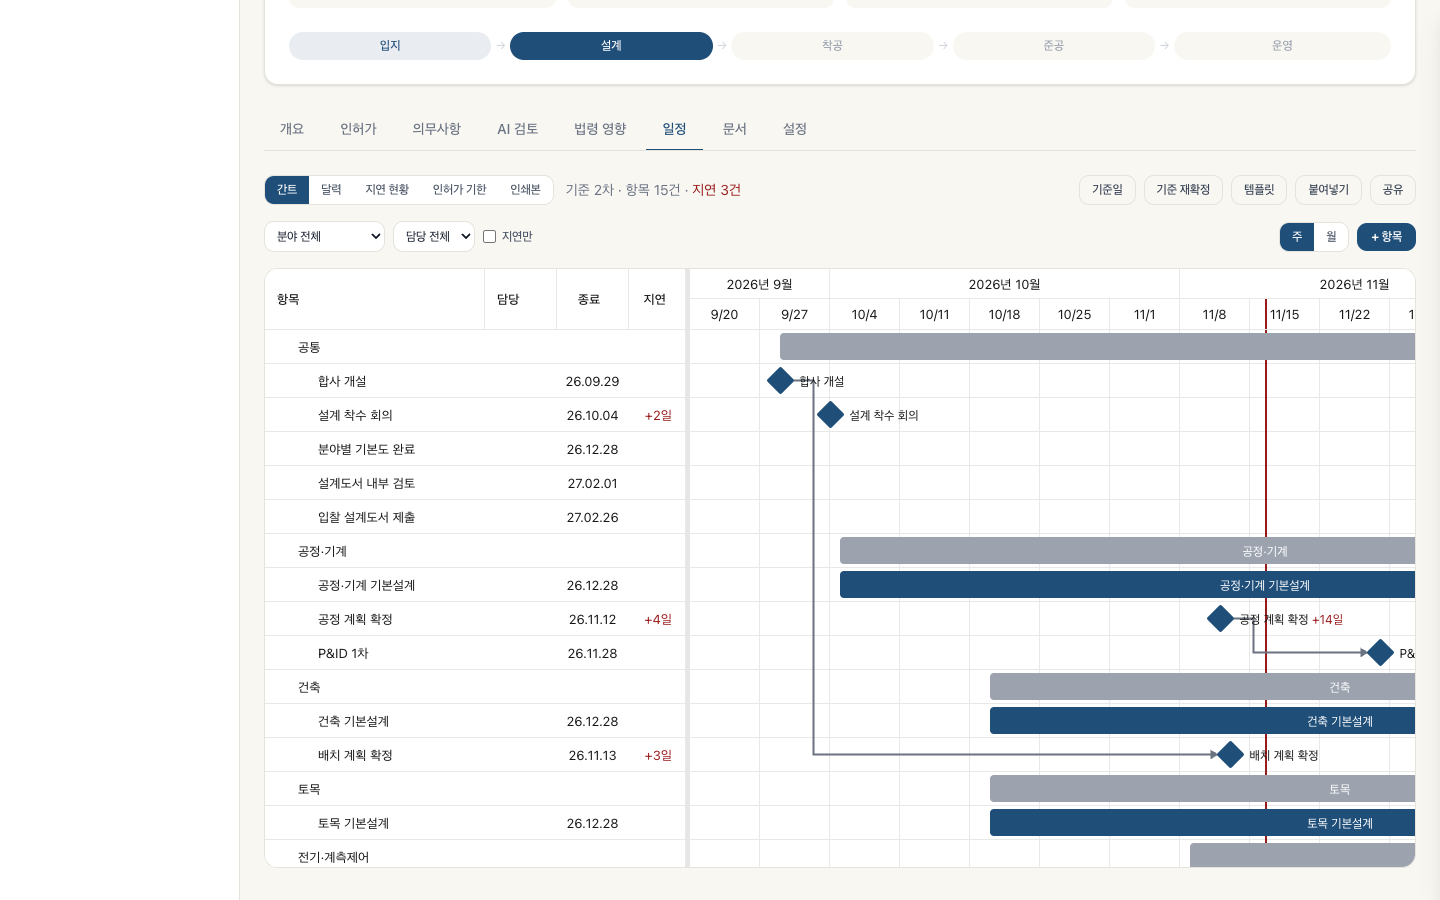 입지 → 설계 → 착공 → 준공 → 운영
개요 인허가 의무사항 AI 검토 법령 영향 일정 문서 설정
간트 달력 지연 현황 인허가 기한 인쇄본 기준 2차 · 항목 15건 · 지연 3건 기준일 기준 재확정 템플릿 붙여넣기 공유
분야 전체 담당 전체 지연만 주 월 + 항목
항목 담당 종료 지연 2026년 9월 2026년 10월 2026년 11월
9/20 9/27 10/4 10/11 10/18 10/25 11/1 11/8 11/15 11/22 1
공통
합사 개설 26.09.29 합사 개설
설계 착수 회의 26.10.04 +2일 설계 착수 회의
분야별 기본도 완료 26.12.28
설계도서 내부 검토 27.02.01
입찰 설계도서 제출 27.02.26
공정·기계 공정·기계
공정·기계 기본설계 26.12.28 공정·기계 기본설계
공정 계획 확정 26.11.12 +4일 공정 계획 확정 +14일
P&ID 1차 26.11.28 P&
건축 건축
건축 기본설계 26.12.28 건축 기본설계
배치 계획 확정 26.11.13 +3일 배치 계획 확정
토목 토목
토목 기본설계 26.12.28 토목 기본설계
전기·계측제어